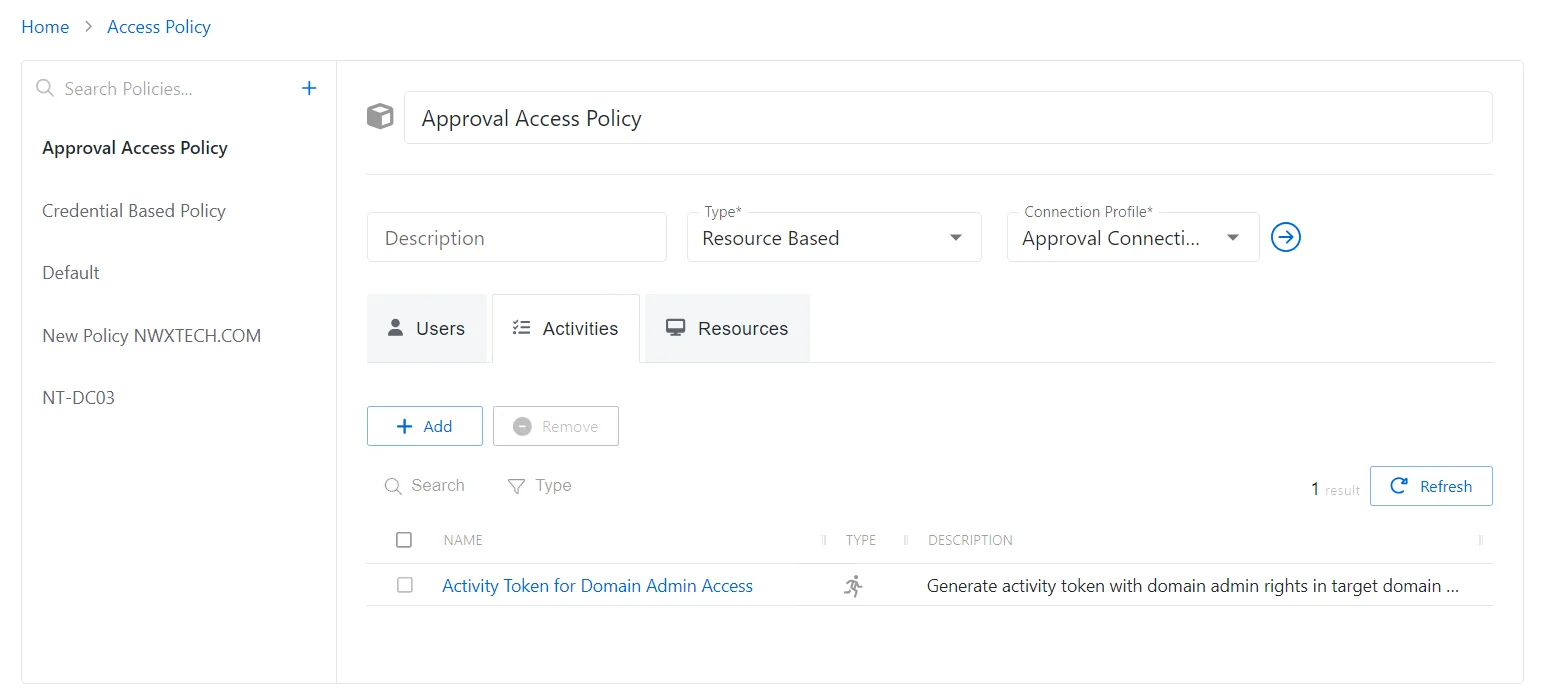 Home > Access Policy
Search Policies...
Approval Access Policy
Credential Based Policy
Default
New Policy NWXTECH.COM
NT-DC03
Approval Access Policy
Description
Type*
Resource Based
Connection Profile*
Approval Connecti...
Users
Activities
Resources
Add
Remove
Search
Type
1 result
Refresh
NAME TYPE DESCRIPTION
Activity Token for Domain Admin Access Generate activity token with domain admin rights in target domain ...